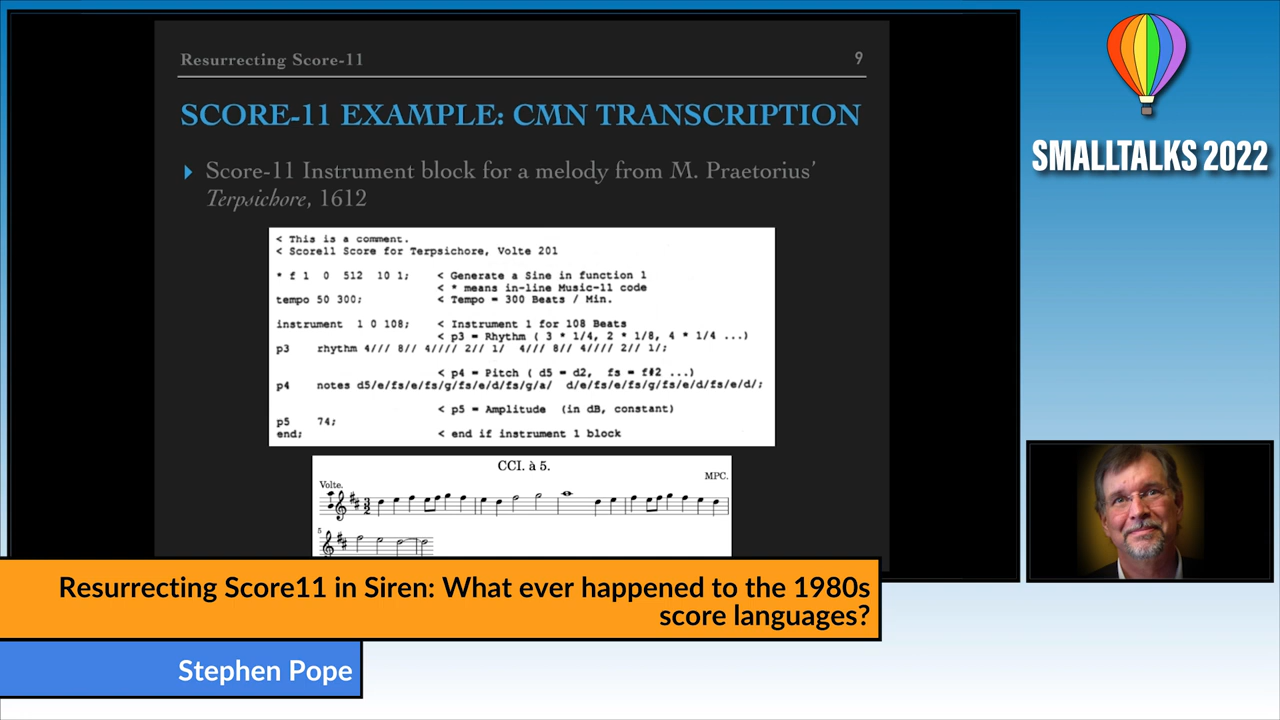 Resurrecting Score-11
9
SCORE-11 EXAMPLE: CMN TRANSCRIPTION
Score-11 Instrument block for a melody from M. Praetorius'
Terpsichore, 1612
< This is a comment.
< Score11 Score for Terpsichore, Volte 201
* f 1 0 512 10 1; < Generate a Sine in function 1
< * means in-line Music-11 code
tempo 50 300; < Tempo = 300 Beats / Min.
instrument 1 0 108; < Instrument 1 for 108 Beats
< p3 = Rhythm ( 3 * 1/4, 2 * 1/8, 4 * 1/4 ...)
p3 rhythm 4/// 8// 4//// 2// 1/ 4/// 8// 4//// 2// 1/;
< p4 = Pitch ( d5 = d2, fs = f#2 ...)
p4 notes d5/e/fs/e/fs/g/fs/e/d/fs/g/a/ d/e/fs/e/fs/g/fs/e/d/fs/e/d/;
< p5 = Amplitude (in dB, constant)
p5 74;
end; < end if instrument 1 block
CCI. à 5.
MPC.
Volte.
5
SMALLTALKS 2022
Resurrecting Score11 in Siren: What ever happened to the 1980s
score languages?
Stephen Pope